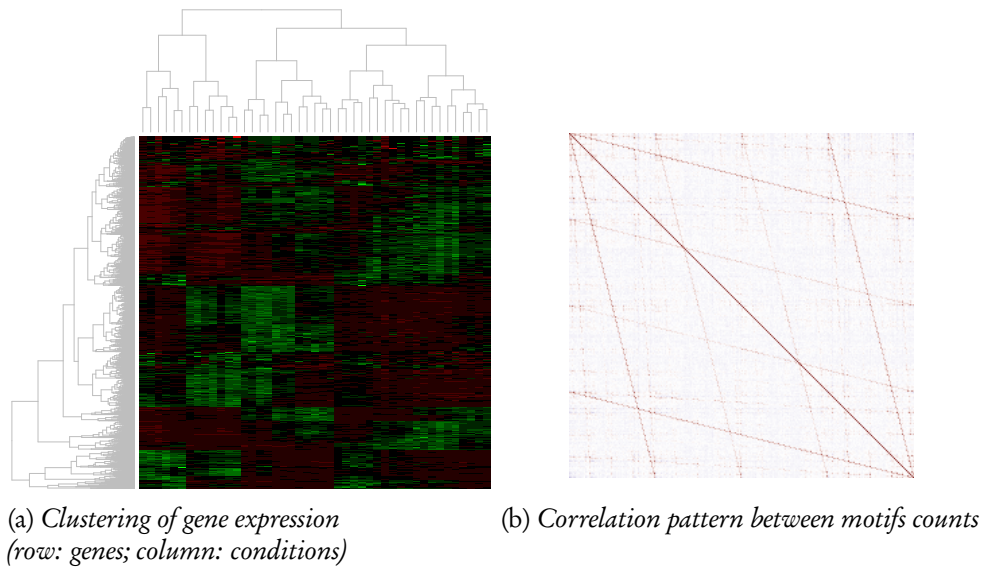 (a) Clustering of gene expression
(row: genes; column: conditions)
(b) Correlation pattern between motifs counts